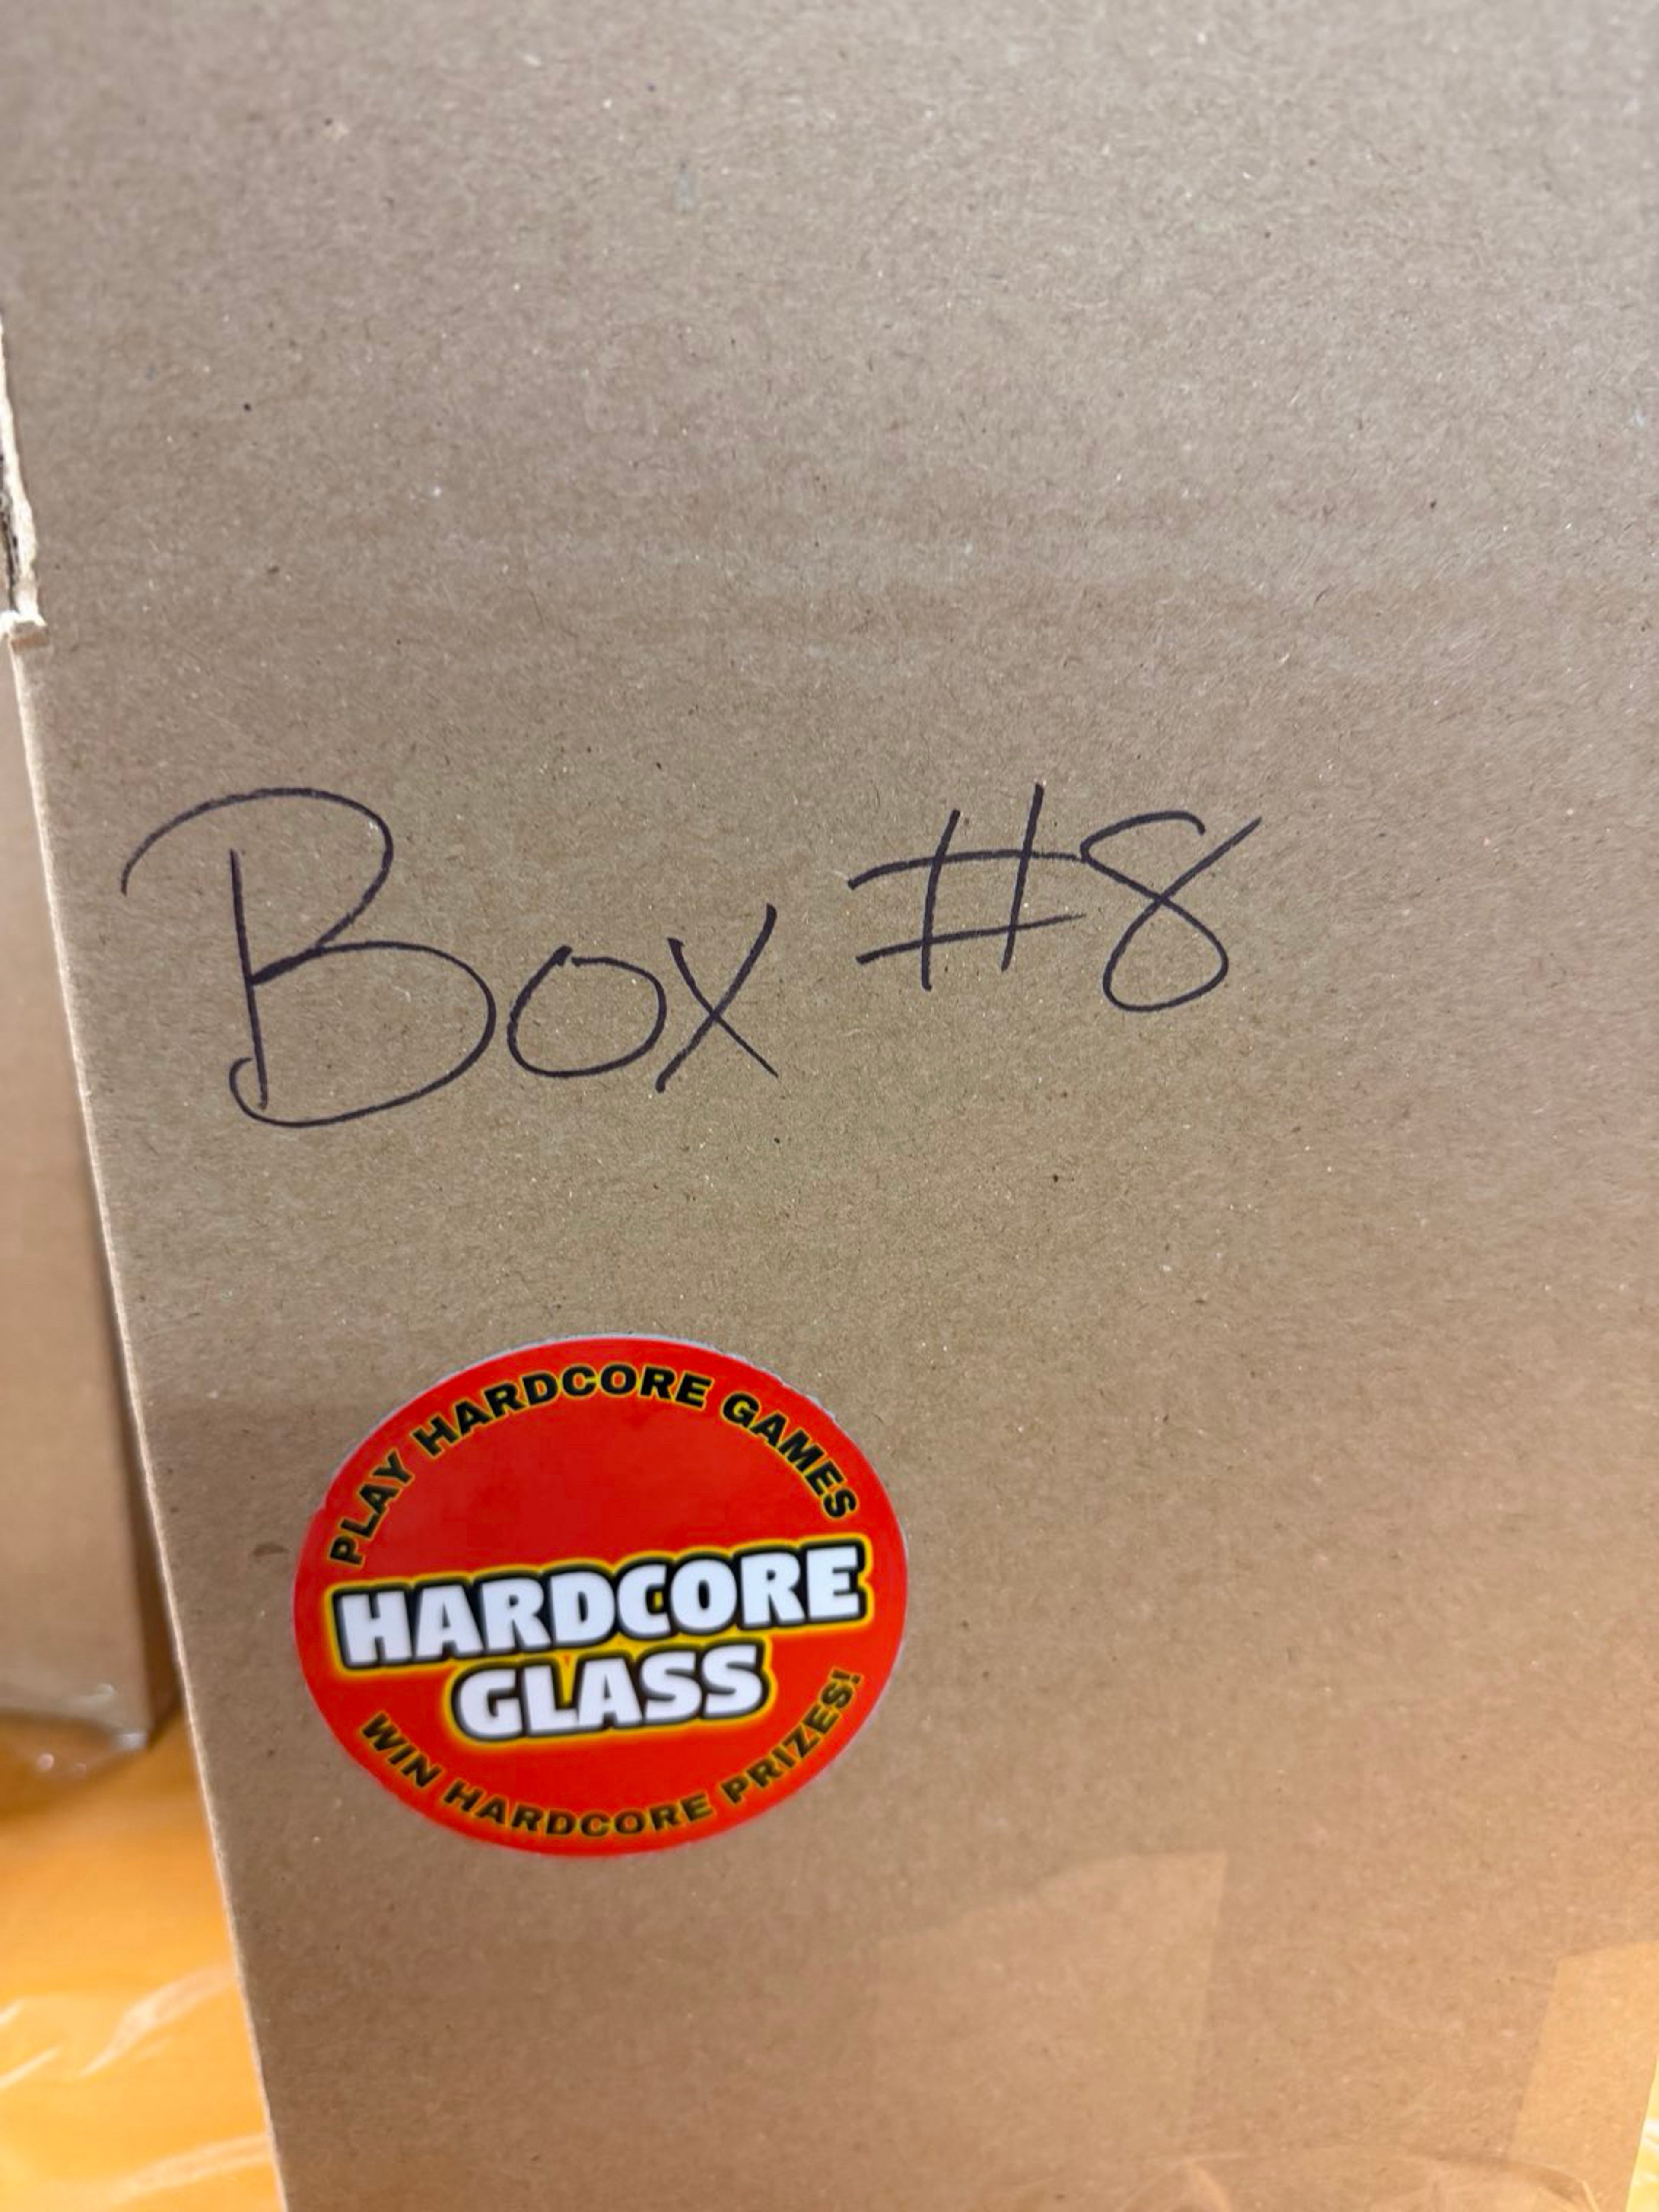 Box #8
PLAY HARDCORE GAMES
HARDCORE
GLASS
WIN HARDCORE PRIZES!